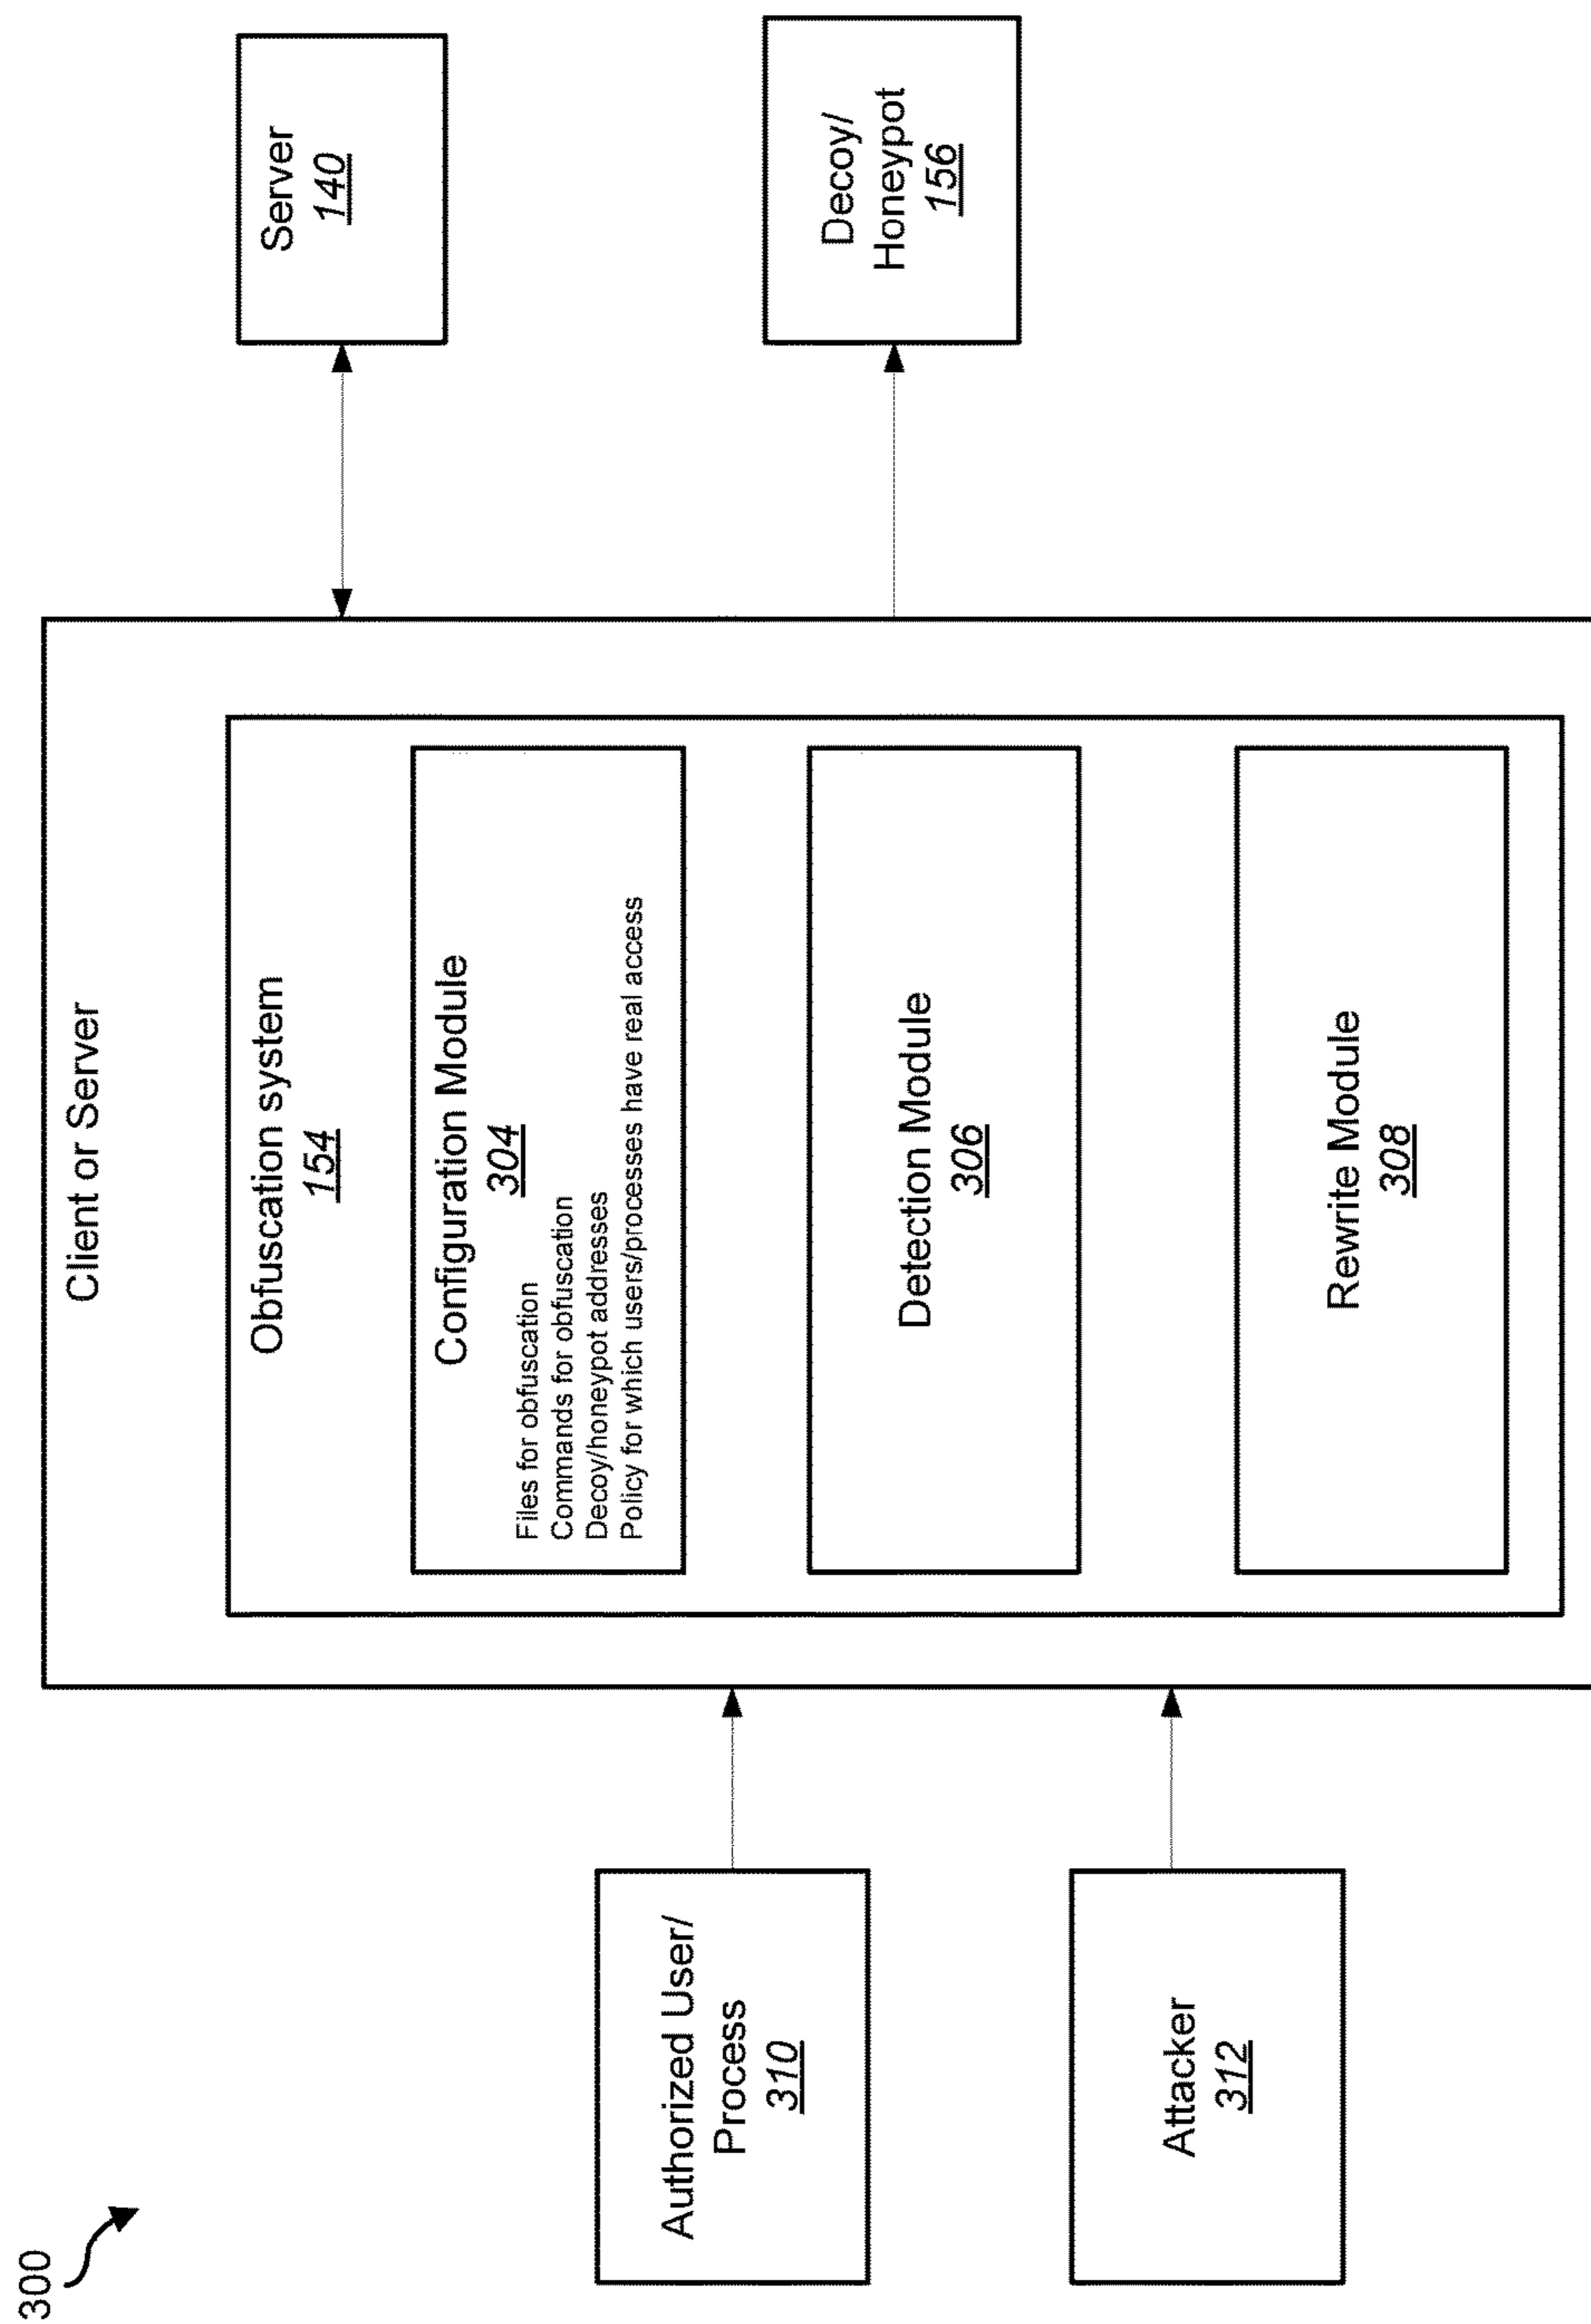 300
Authorized User/
Process
310
Attacker
312
Client or Server
Obfuscation system
154
Configuration Module
304
Files for obfuscation
Commands for obfuscation
Decoy/honeypot addresses
Policy for which users/processes have real access
Detection Module
306
Rewrite Module
308
Server
140
Decoy/
Honeypot
156